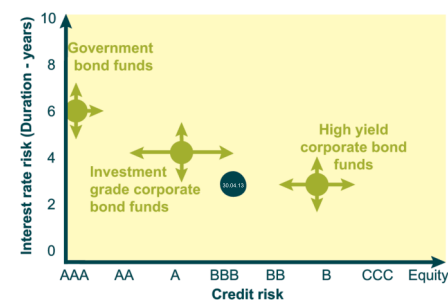 Interest rate risk (Duration - years)
10
8
6
4
2
0
Government
bond funds
Investment
grade corporate
bond funds
30.04.13
High yield
corporate bond
funds
AAA AA A BBB BB B CCC Equity
Credit risk